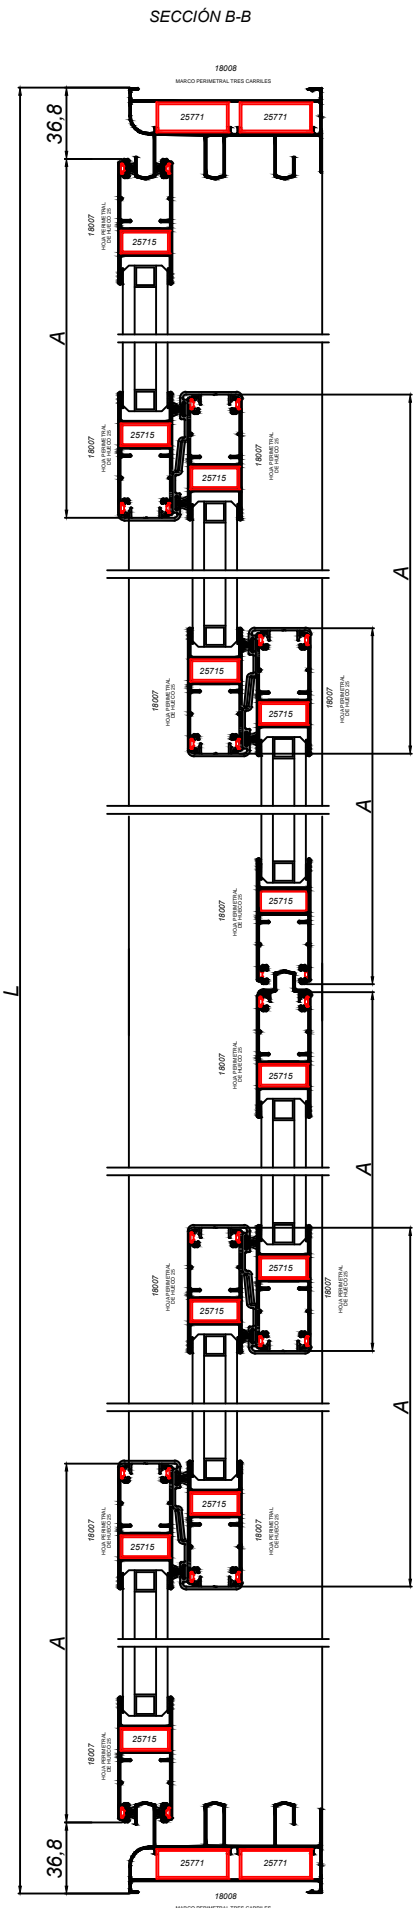 SECCIÓN B-B
18008
MARCO PERIMETRAL TRES CARRILES
36,8
25771
25771
18007
HOJA PERIMETRAL
DE HUECO 25
25715
A
18007
HOJA PERIMETRAL
DE HUECO 25
25715
18007
HOJA PERIMETRAL
DE HUECO 25
25715
A
18007
HOJA PERIMETRAL
DE HUECO 25
25715
18007
HOJA PERIMETRAL
DE HUECO 25
25715
A
18007
HOJA PERIMETRAL
DE HUECO 25
25715
L
18007
HOJA PERIMETRAL
DE HUECO 25
25715
A
18007
HOJA PERIMETRAL
DE HUECO 25
25715
18007
HOJA PERIMETRAL
DE HUECO 25
25715
A
18007
HOJA PERIMETRAL
DE HUECO 25
25715
18007
HOJA PERIMETRAL
DE HUECO 25
25715
A
18007
HOJA PERIMETRAL
DE HUECO 25
25715
36,8
25771
25771
18008
MARCO PERIMETRAL TRES CARRILES